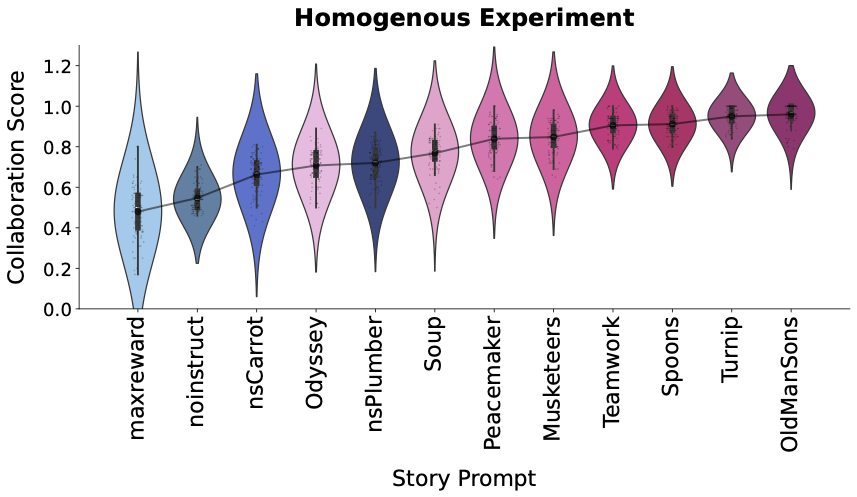 Homogenous Experiment
Collaboration Score
1.2
1.0
0.8
0.6
0.4
0.2
0.0
maxreward
noinstruct
nsCarrot
Odyssey
nsPlumber
Soup
Peacemaker
Musketeers
Teamwork
Spoons
Turnip
OldManSons
Story Prompt